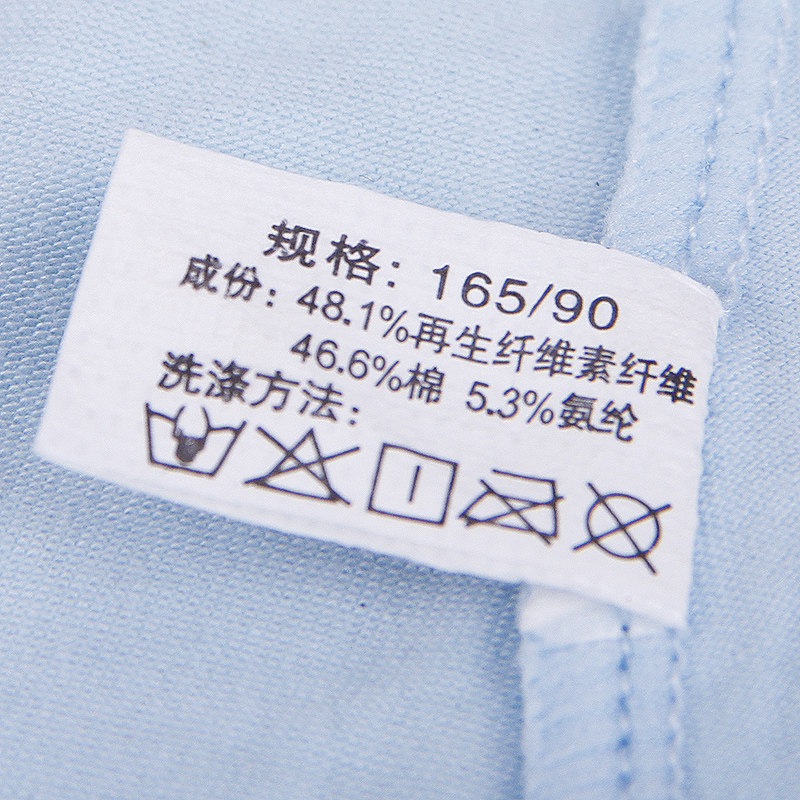 规格：165/90
成份：48.1%再生纤维素纤维
46.6%棉 5.3%氨纶
洗涤方法：